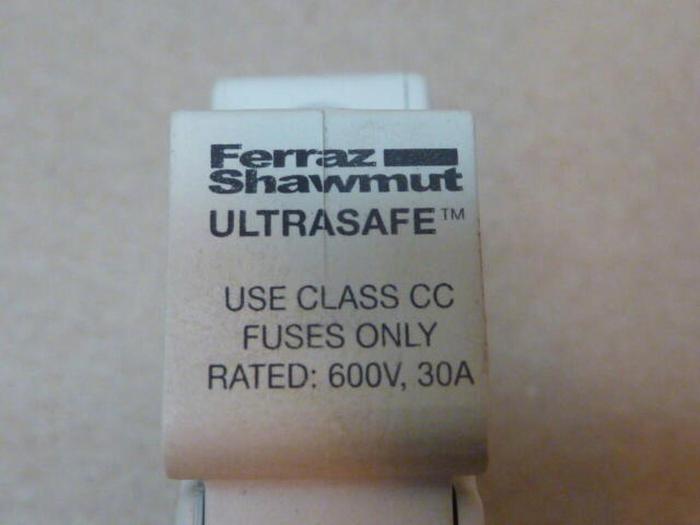 Ferraz
Shawmut
ULTRASAFE™
USE CLASS CC
FUSES ONLY
RATED: 600V, 30A